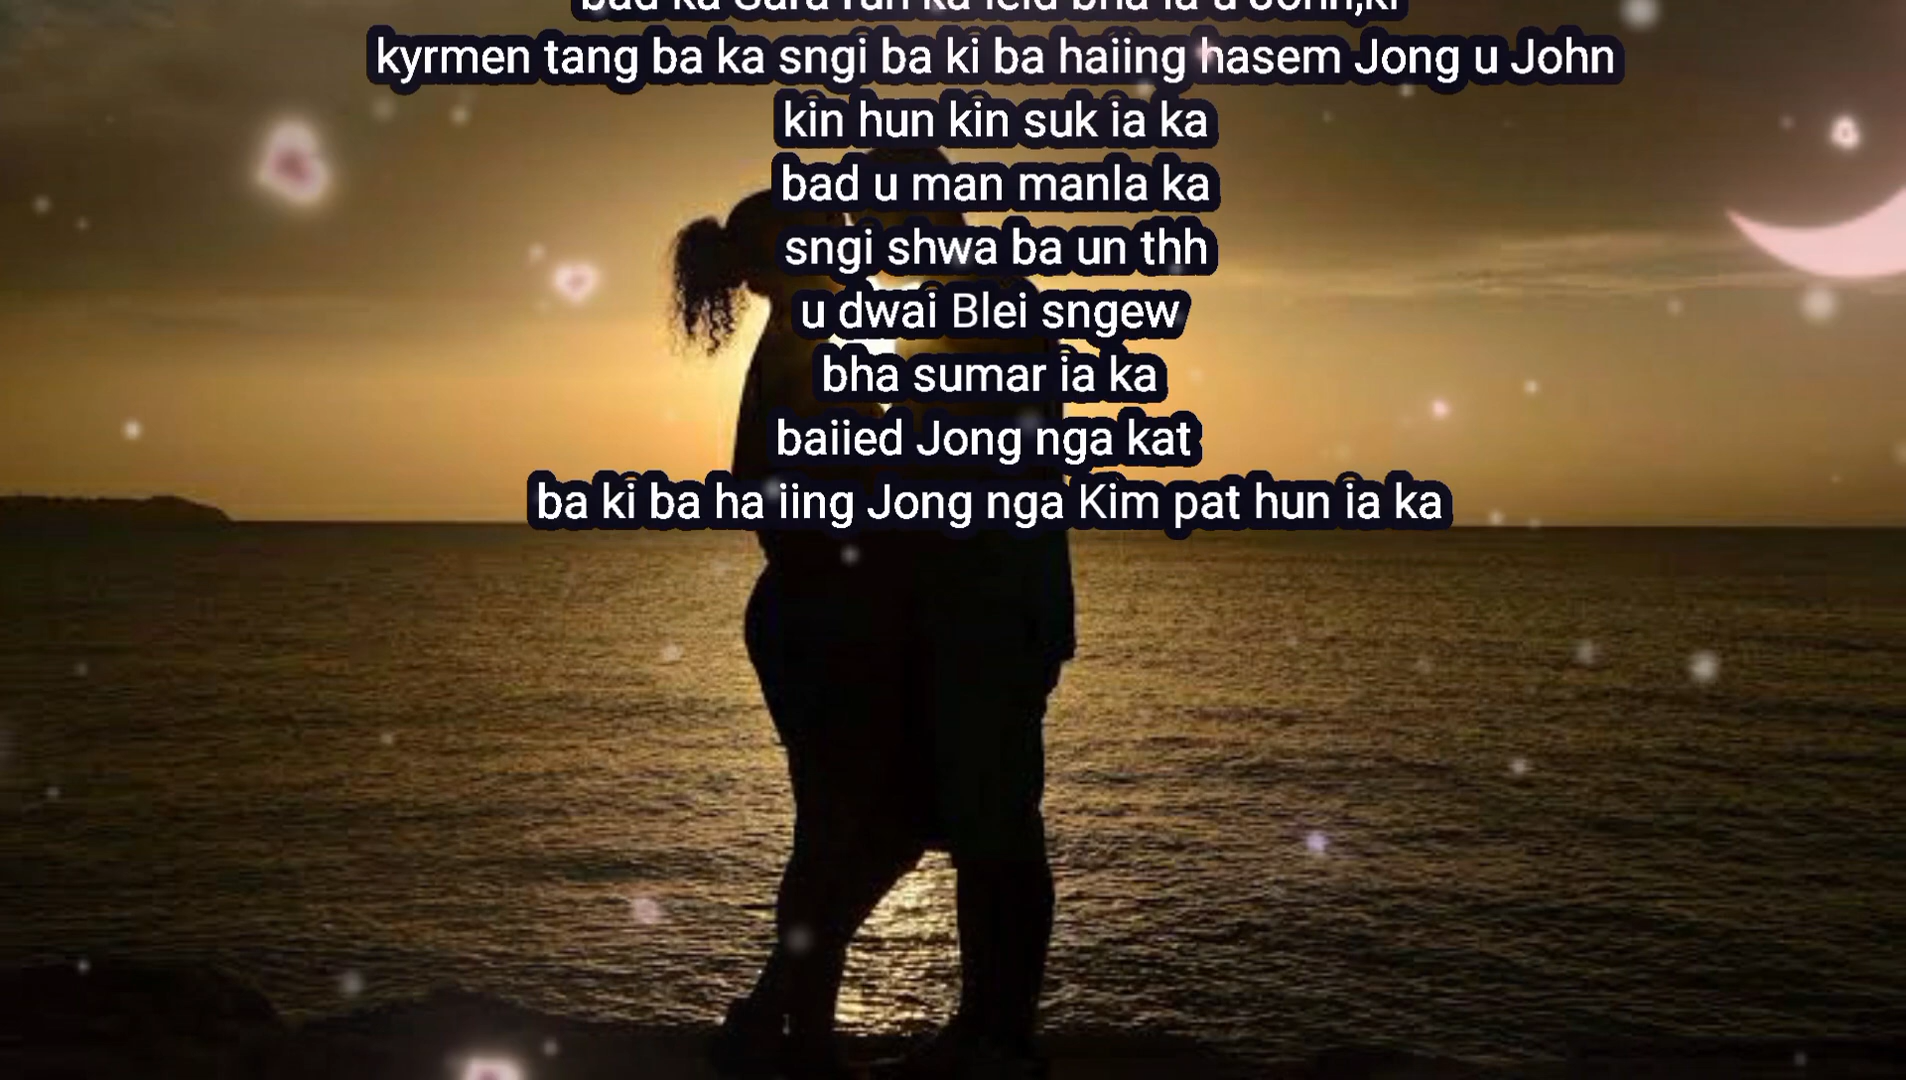 bad ka Sara ruh ka ieid bha ia u John,ki
kyrmen tang ba ka sngi ba ki ba haiing hasem Jong u John
kin hun kin suk ia ka
bad u man manla ka
sngi shwa ba un thh
u dwai Blei sngew
bha sumar ia ka
baiied Jong nga kat
ba ki ba ha iing Jong nga Kim pat hun ia ka